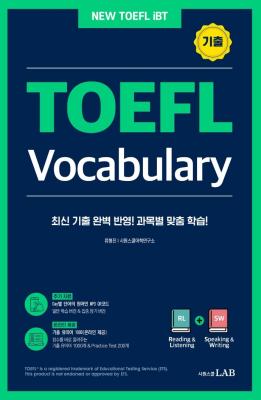 NEW TOEFL iBT
기출
TOEFL
Vocabulary
최신 기출 완벽 반영! 과목별 맞춤 학습!
류형진 | 시원스쿨어학연구소
RL
+
SW
Reading &
Listening
Speaking &
Writing
TOEFL® is a registered trademark of Educational Testing Service (ETS).
This product is not endorsed or approved by ETS.
시원스쿨 LAB